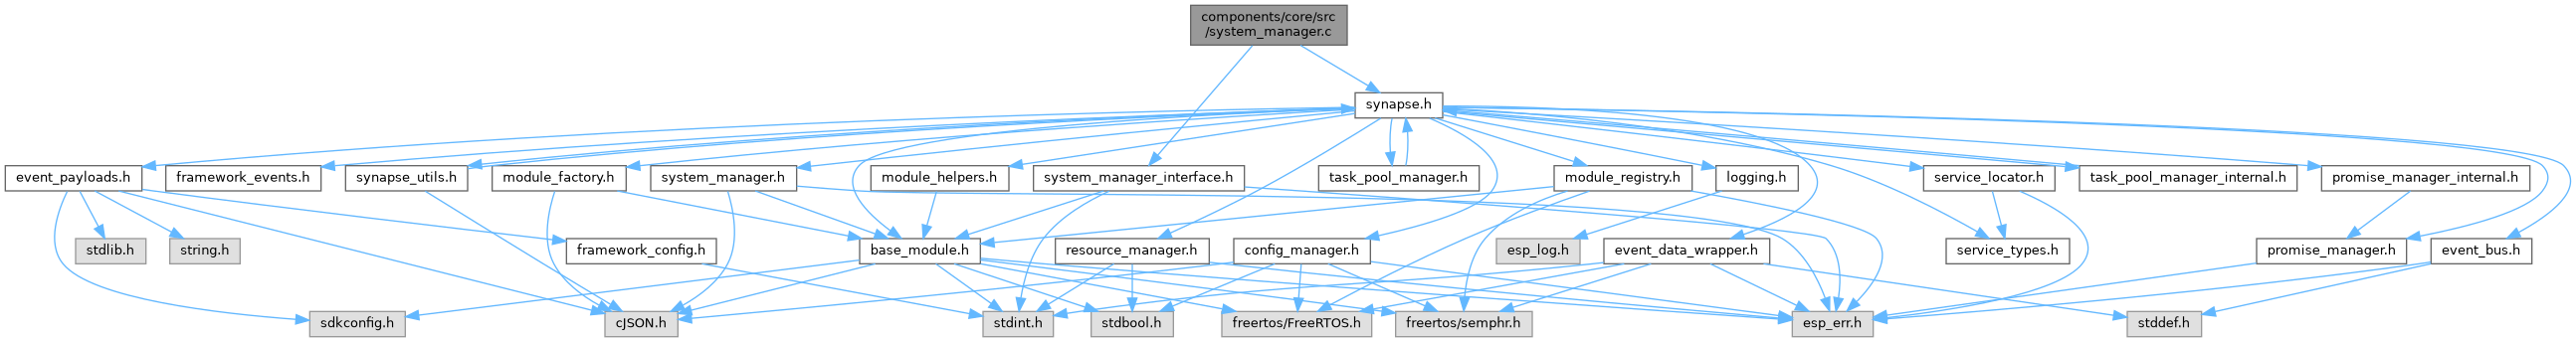 components/core/src
/system_manager.c
synapse.h
event_payloads.h
framework_events.h
synapse_utils.h
module_factory.h
system_manager.h
module_helpers.h
system_manager_interface.h
task_pool_manager.h
module_registry.h
logging.h
service_locator.h
task_pool_manager_internal.h
promise_manager_internal.h
stdlib.h
string.h
framework_config.h
base_module.h
resource_manager.h
config_manager.h
esp_log.h
event_data_wrapper.h
service_types.h
promise_manager.h
event_bus.h
sdkconfig.h
cJSON.h
stdint.h
stdbool.h
freertos/FreeRTOS.h
freertos/semphr.h
esp_err.h
stddef.h